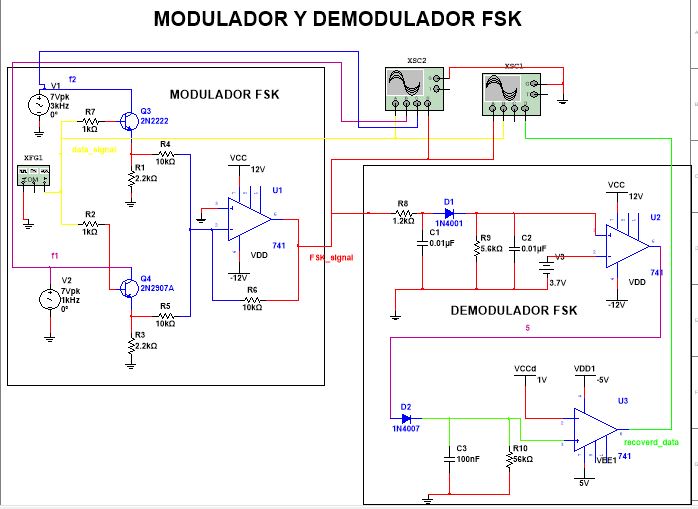 MODULADOR Y DEMODULADOR FSK
XSC2
XSC1
f2
V1
7Vpk
3kHz
0°
MODULADOR FSK
Q3
2N2222
R7
1kΩ
data_signal
R4
10kΩ
XFG1
R1
2.2kΩ
VCC
12V
U1
741
VDD
-12V
R2
1kΩ
FSK_signal
f1
V2
7Vpk
1kHz
0°
Q4
2N2907A
R5
10kΩ
R6
10kΩ
R3
2.2kΩ
R8
1.2kΩ
D1
1N4001
C1
0.01µF
R9
5.6kΩ
C2
0.01µF
V3
3.7V
VCC
12V
U2
741
VDD
-12V
DEMODULADOR FSK
5
VCCd
1V
VDD1
-5V
D2
1N4007
U3
741
recoverd_data
C3
100nF
R10
56kΩ
VEE1
5V